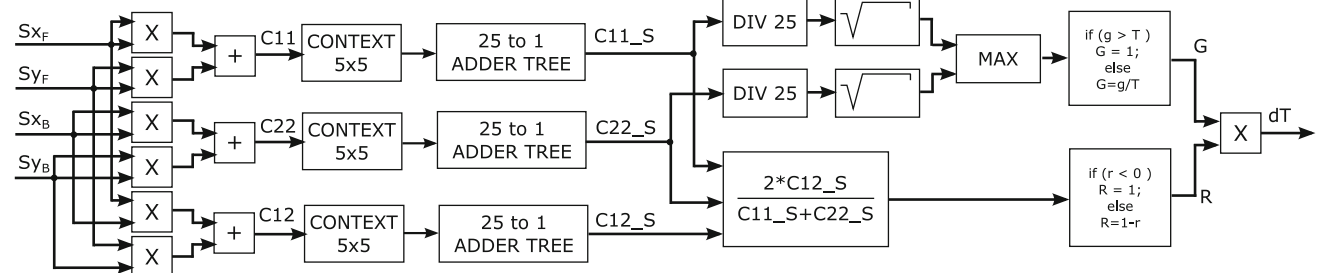 Sx_F
Sy_F
Sx_B
Sy_B
X
X
X
X
X
X
+
+
+
C11
C22
C12
CONTEXT
5x5
CONTEXT
5x5
CONTEXT
5x5
25 to 1
ADDER TREE
25 to 1
ADDER TREE
25 to 1
ADDER TREE
C11_S
C22_S
C12_S
DIV 25
√
DIV 25
√
2*C12_S
C11_S+C22_S
MAX
if (g > T )
G = 1;
else
G=g/T
if (r < 0 )
R = 1;
else
R=1-r
G
R
X
dT